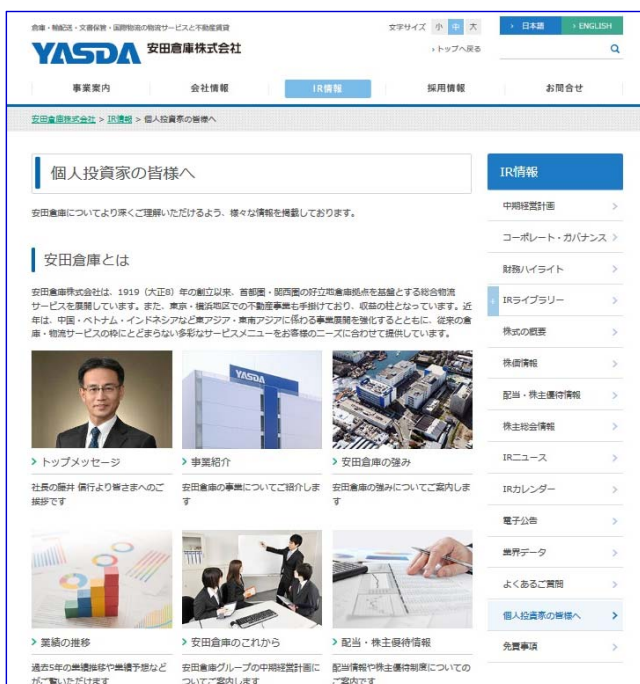 倉庫・輸配送・文書保管・国際物流の物流サービスと不動産賃貸
文字サイズ 小 中 大
› 日本語 › ENGLISH
YASDA 安田倉庫株式会社
› トップへ戻る
事業案内 会社情報 IR情報 採用情報 お問合せ
安田倉庫株式会社 > IR情報 > 個人投資家の皆様へ
個人投資家の皆様へ
安田倉庫についてより深くご理解いただけるよう、様々な情報を掲載しております。
安田倉庫とは
安田倉庫株式会社は、1919（大正8）年の創立以来、首都圏・関西圏の好立地倉庫拠点を基盤とする総合物流
サービスを展開しています。また、東京・横浜地区での不動産事業も手掛けており、収益の柱となっています。近
年は、中国・ベトナム・インドネシアなど東アジア・東南アジアに係わる事業展開を強化するとともに、従来の倉
庫・物流サービスの枠にとどまらない多彩なサービスメニューをお客様のニーズに合わせて提供しています。
YASDA
› トップメッセージ
社長の藤井 信行より皆さまへのご
挨拶です
› 事業紹介
安田倉庫の事業についてご紹介しま
す
› 安田倉庫の強み
安田倉庫の強みについてご案内しま
す
› 業績の推移
過去5年の業績推移や業績予想など
がご覧いただけます
› 安田倉庫のこれから
安田倉庫グループの中期経営計画に
ついてご案内します
› 配当・株主優待情報
配当情報や株主優待制度についての
ご案内です
IR情報
中期経営計画
コーポレート・ガバナンス
財務ハイライト
IRライブラリー
株式の概要
株価情報
配当・株主優待情報
株主総会情報
IRニュース
IRカレンダー
電子公告
業界データ
よくあるご質問
個人投資家の皆様へ
免責事項